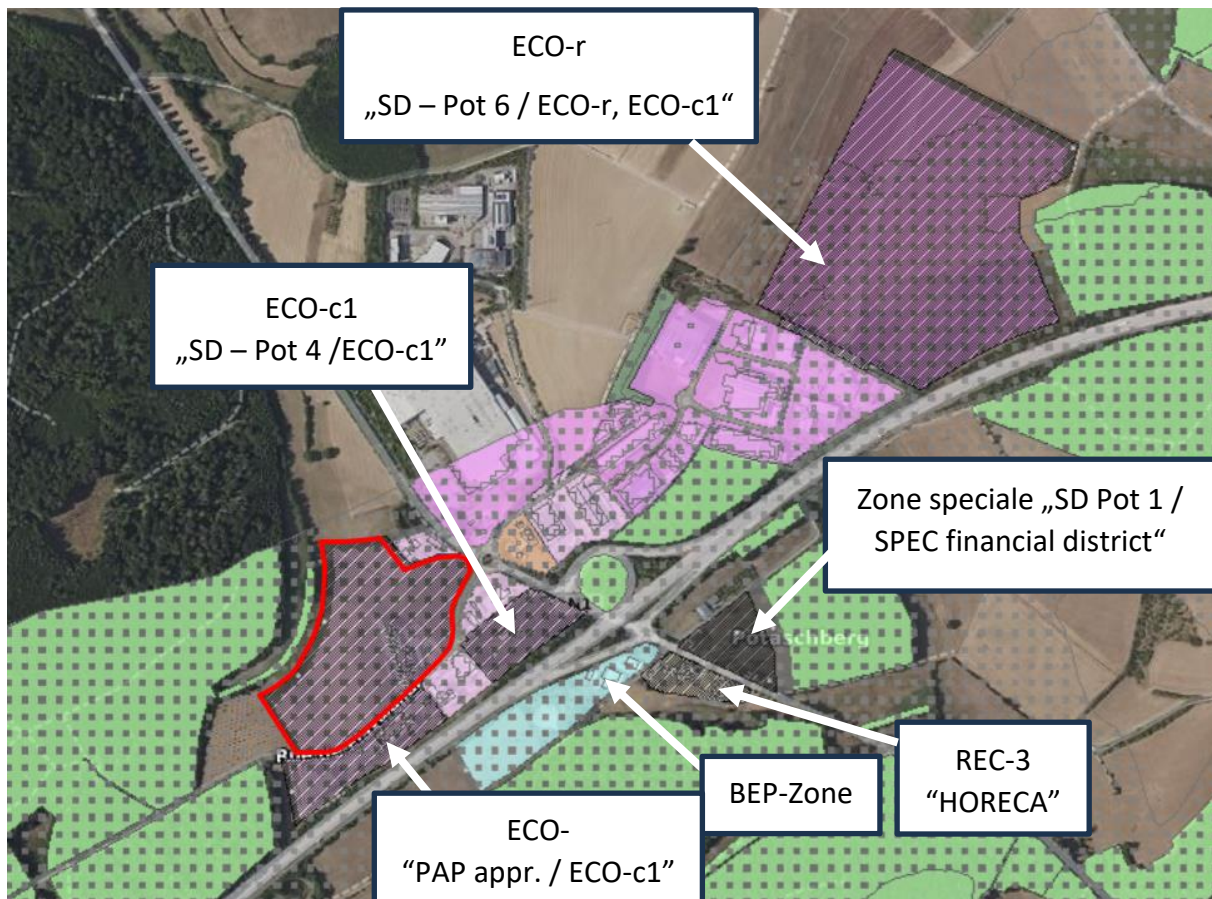 ECO-r
„SD – Pot 6 / ECO-r, ECO-c1“
ECO-c1
„SD – Pot 4 /ECO-c1”
Zone speciale „SD Pot 1 /
SPEC financial district“
N1
Potaschberg
BEP-Zone
REC-3
“HORECA”
ECO-
“PAP appr. / ECO-c1”